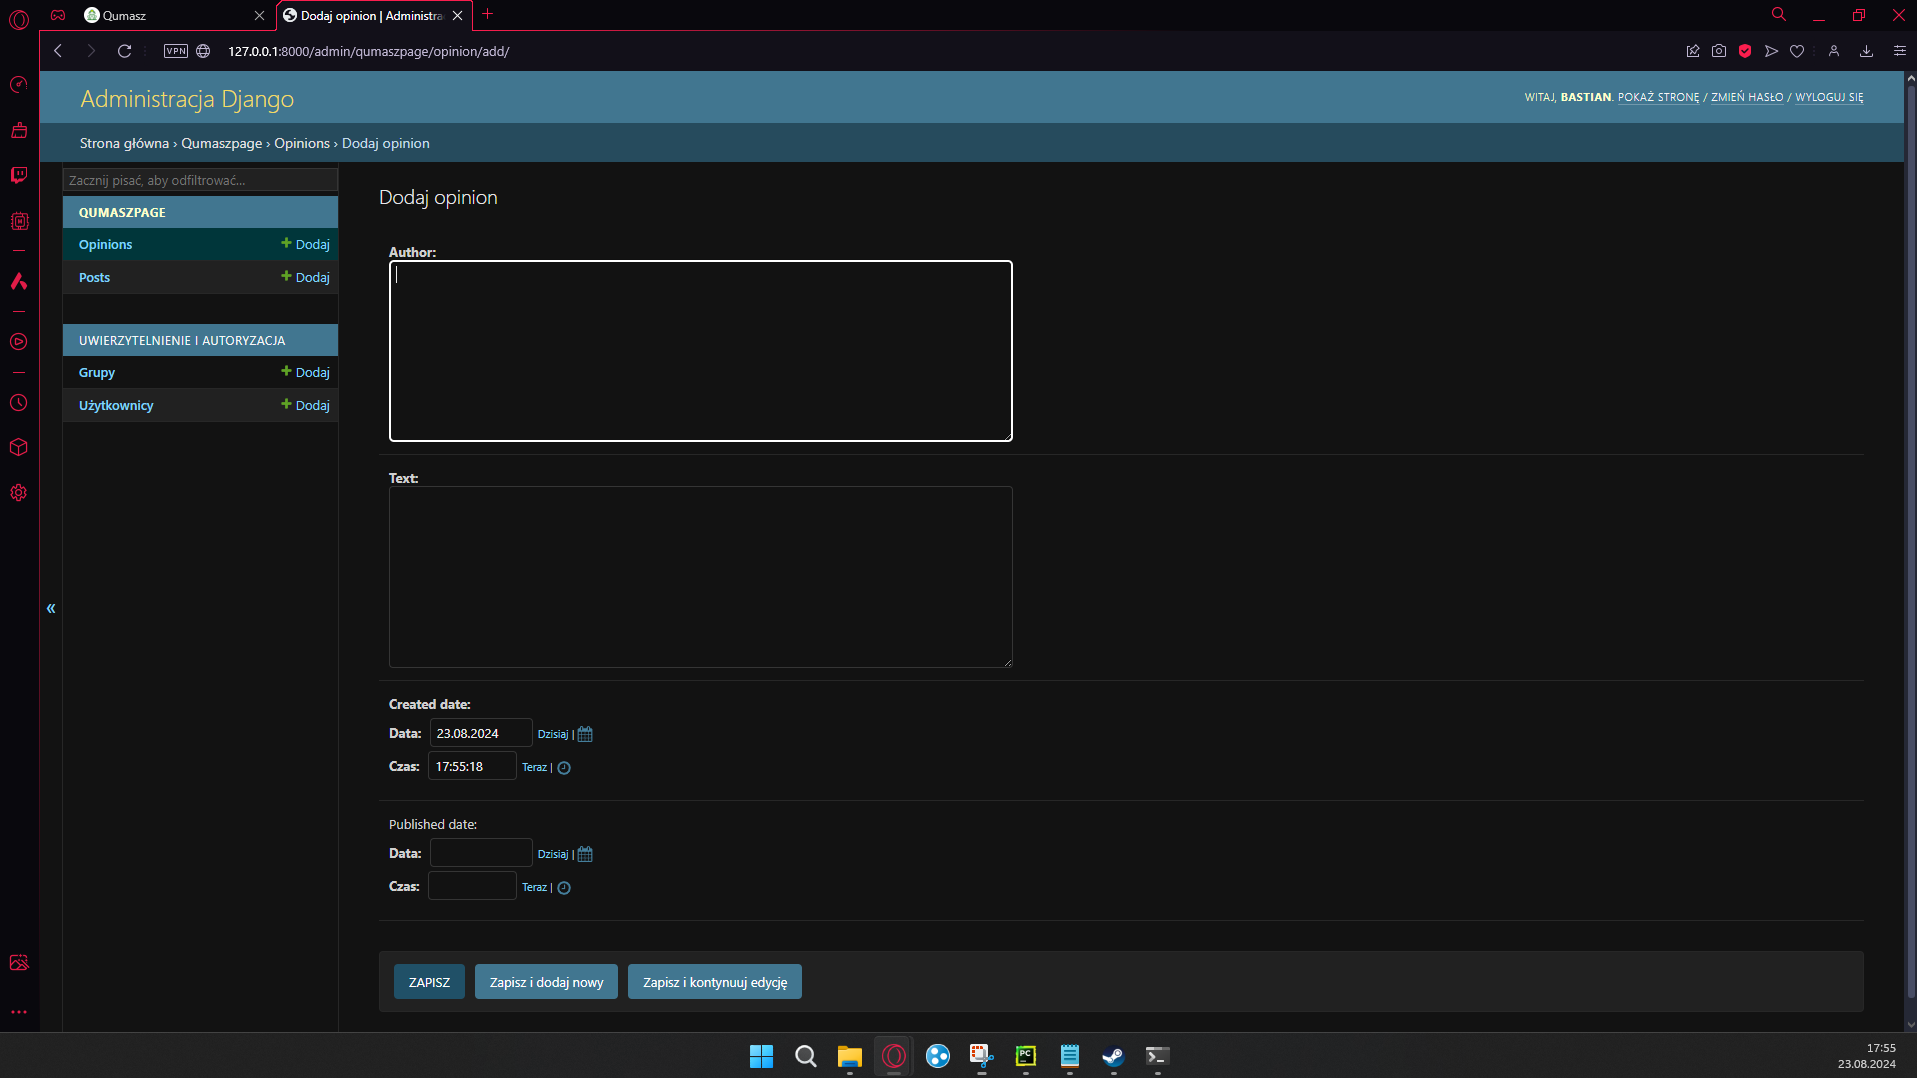 Qumasz
Dodaj opinion | Administra
VPN
127.0.0.1:8000/admin/qumaszpage/opinion/add/
Administracja Django
WITAJ, BASTIAN. POKAŻ STRONĘ / ZMIEŃ HASŁO / WYLOGUJ SIĘ
Strona główna › Qumaszpage › Opinions › Dodaj opinion
Zacznij pisać, aby odfiltrować...
QUMASZPAGE
Opinions + Dodaj
Posts + Dodaj
UWIERZYTELNIENIE I AUTORYZACJA
Grupy + Dodaj
Użytkownicy + Dodaj
«
Dodaj opinion
Author:
Text:
Created date:
Data: 23.08.2024 Dzisiaj |
Czas: 17:55:18 Teraz |
Published date:
Data: Dzisiaj |
Czas: Teraz |
ZAPISZ Zapisz i dodaj nowy Zapisz i kontynuuj edycję
PC
17:55
23.08.2024